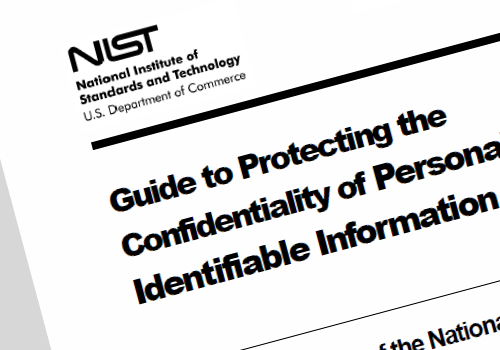 NIST
National Institute of
Standards and Technology
U.S. Department of Commerce
Guide to Protecting the
Confidentiality of Persona
Identifiable Information
of the Nationa